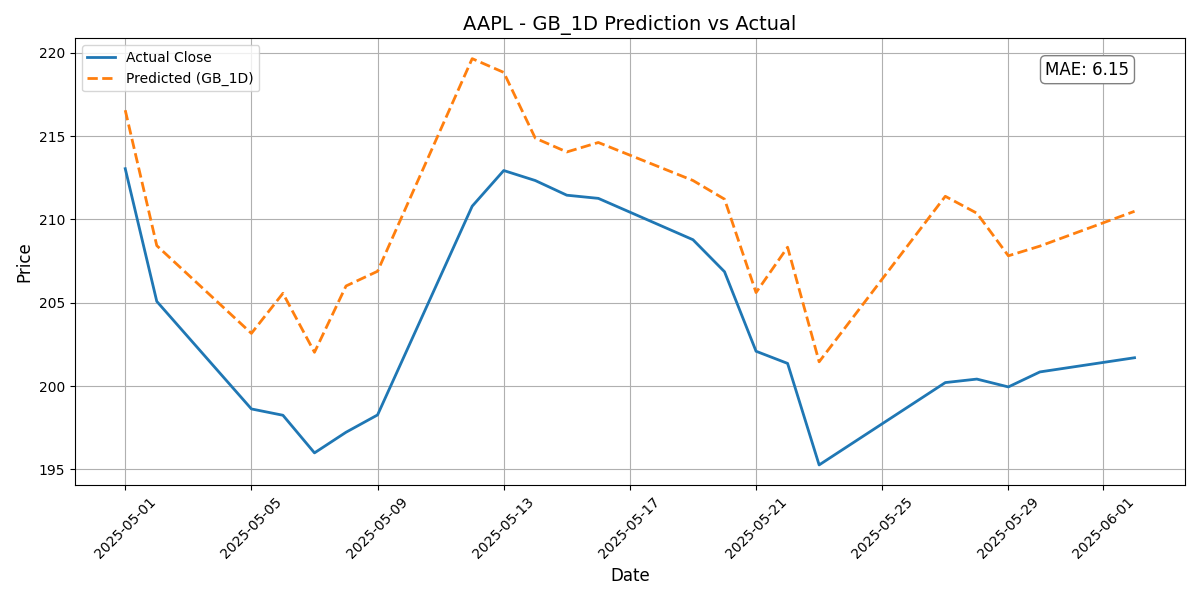 AAPL - GB_1D Prediction vs Actual
Actual Close
Predicted (GB_1D)
MAE: 6.15
Price
220
215
210
205
200
195
2025-05-01
2025-05-05
2025-05-09
2025-05-13
2025-05-17
2025-05-21
2025-05-25
2025-05-29
2025-06-01
Date